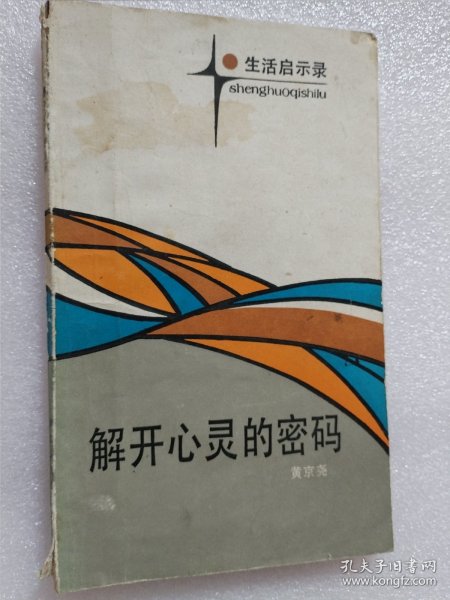 生活启示录
shenghuoqishilu
解开心灵的密码
黄京尧
孔夫子旧书网
www.kongfz.com